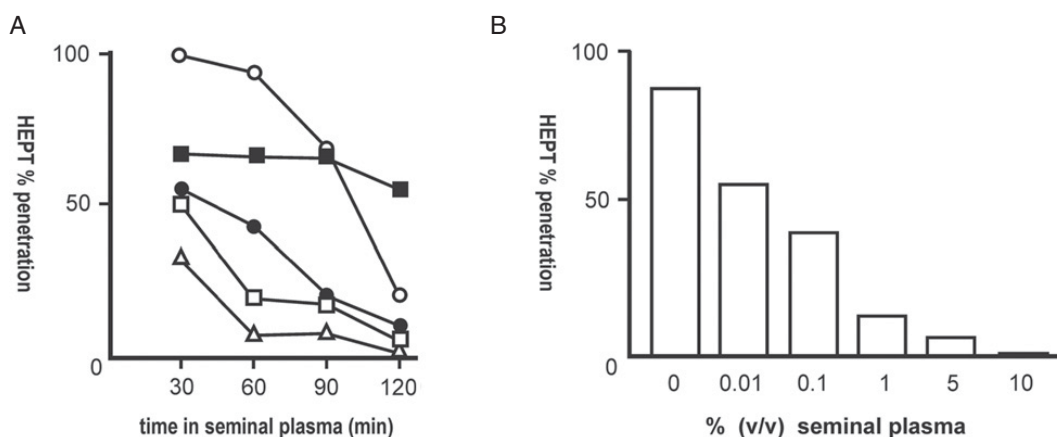 A
100
50
0
HEPT % penetration
30 60 90 120
time in seminal plasma (min)
B
100
50
0
HEPT % penetration
0 0.01 0.1 1 5 10
% (v/v) seminal plasma